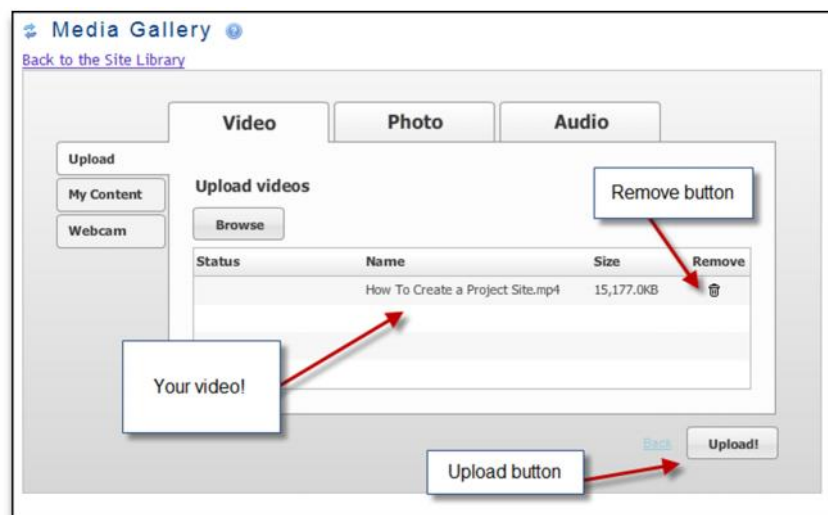 Media Gallery
Back to the Site Library
Video Photo Audio
Upload
My Content
Webcam
Upload videos
Browse
Remove button
Status Name Size Remove
How To Create a Project Site.mp4 15,177.0KB
Your video!
Back Upload!
Upload button